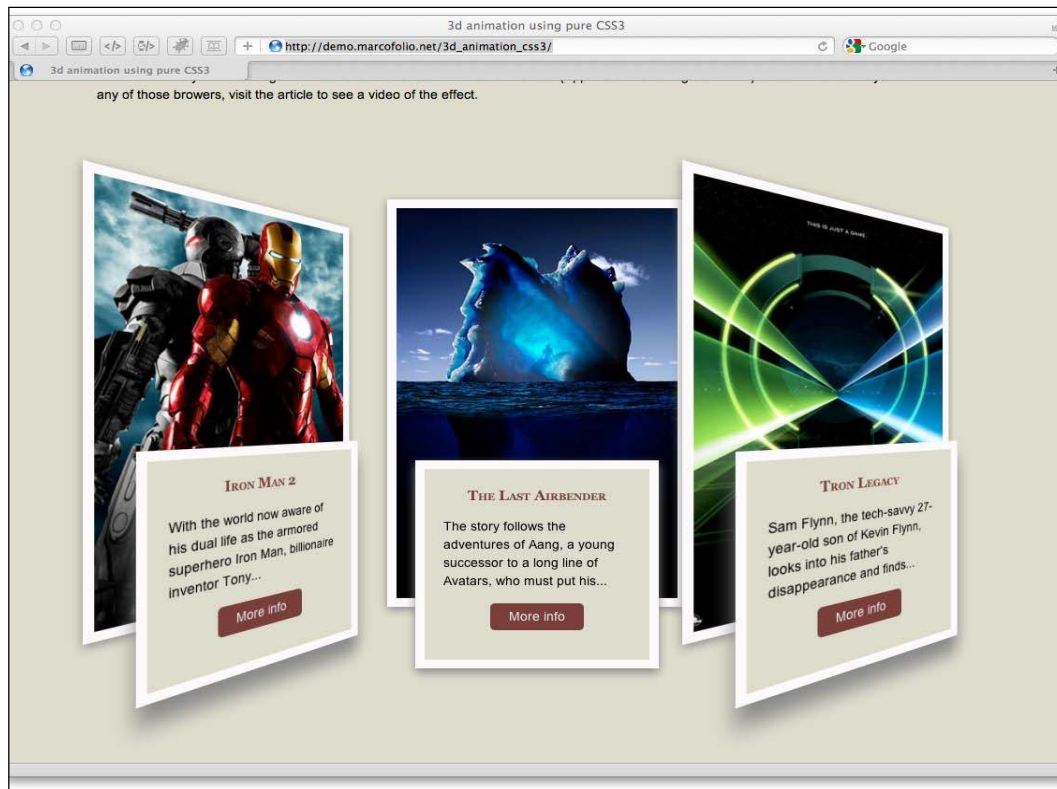 3d animation using pure CSS3
http://demo.marcofolio.net/3d_animation_css3/
Google
3d animation using pure CSS3
any of those browers, visit the article to see a video of the effect.
THIS IS JUST A GAME.
Iron Man 2
With the world now aware of
his dual life as the armored
superhero Iron Man, billionaire
inventor Tony...
More info
The Last Airbender
The story follows the
adventures of Aang, a young
successor to a long line of
Avatars, who must put his...
More info
Tron Legacy
Sam Flynn, the tech-savvy 27-
year-old son of Kevin Flynn,
looks into his father's
disappearance and finds...
More info